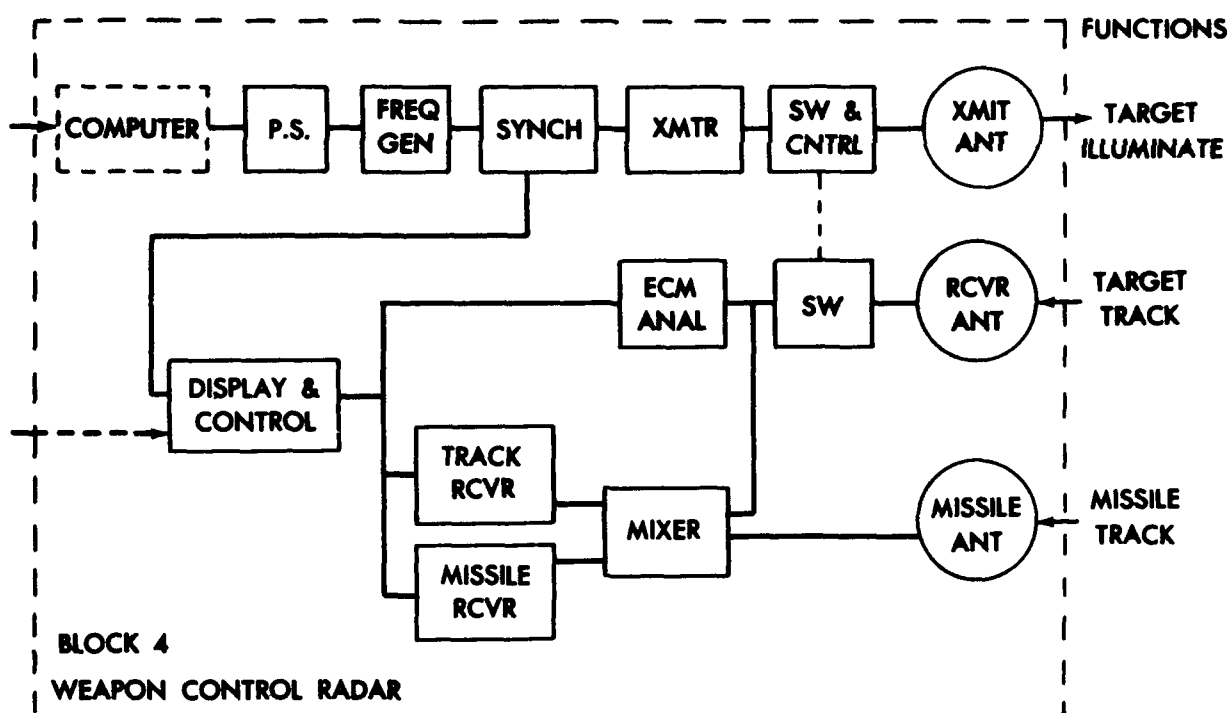 FUNCTIONS
COMPUTER
P.S.
FREQ
GEN
SYNCH
XMTR
SW &
CNTRL
XMIT
ANT
TARGET
ILLUMINATE
ECM
ANAL
SW
RCVR
ANT
TARGET
TRACK
DISPLAY &
CONTROL
TRACK
RCVR
MIXER
MISSILE
ANT
MISSILE
TRACK
MISSILE
RCVR
BLOCK 4
WEAPON CONTROL RADAR